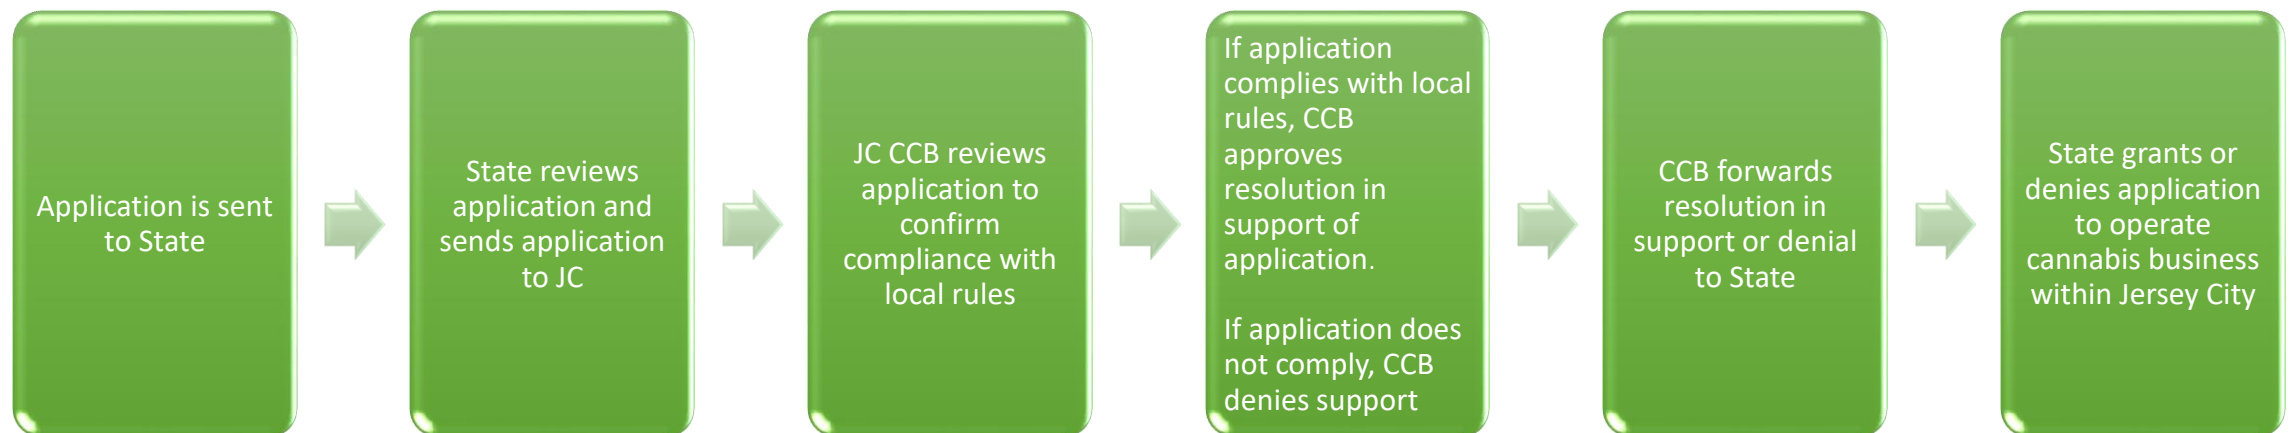 Application is sent
to State
State reviews
application and
sends application
to JC
JC CCB reviews
application to
confirm
compliance with
local rules
If application
complies with local
rules, CCB
approves
resolution in
support of
application.
If application does
not comply, CCB
denies support
CCB forwards
resolution in
support or denial
to State
State grants or
denies application
to operate
cannabis business
within Jersey City